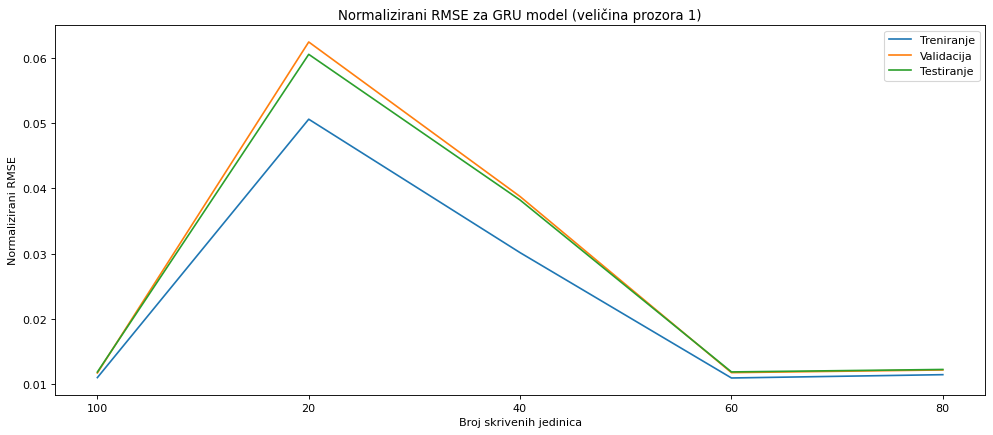 Normalizirani RMSE za GRU model (veličina prozora 1)
Treniranje
Validacija
Testiranje
Normalizirani RMSE
0.06
0.05
0.04
0.03
0.02
0.01
100 20 40 60 80
Broj skrivenih jedinica